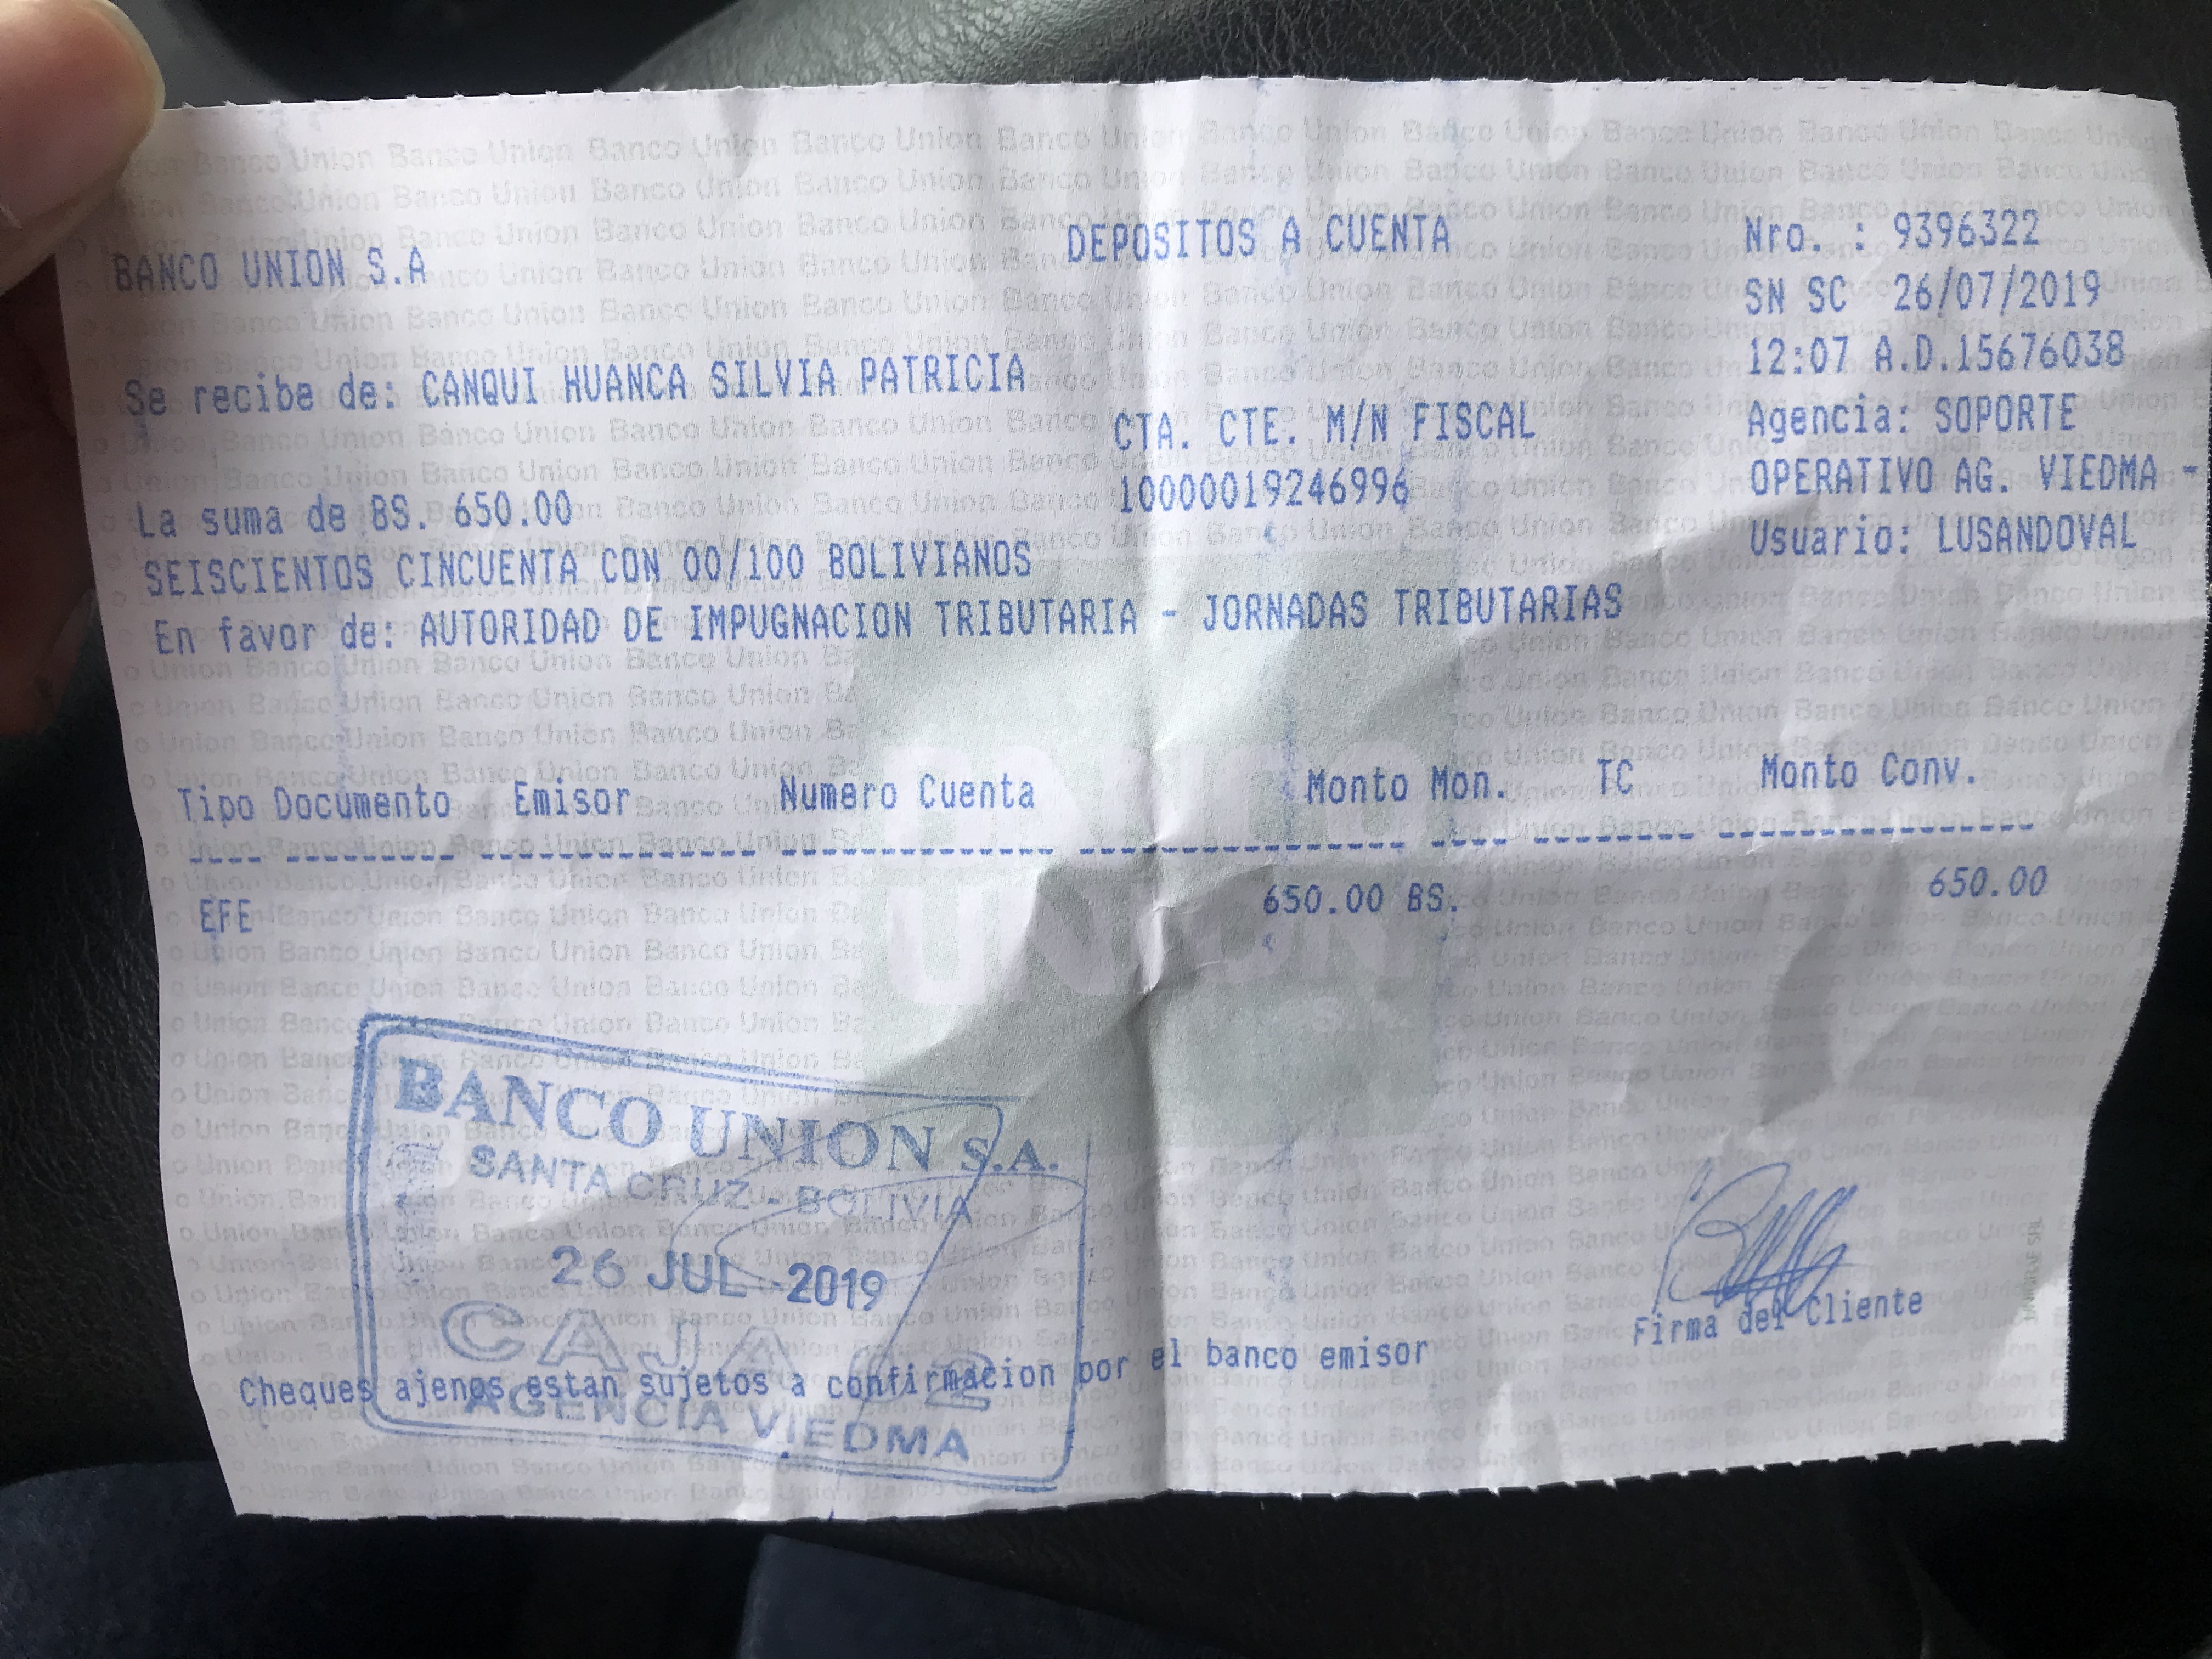 BANCO UNION S.A
DEPOSITOS A CUENTA
Nro. : 9396322
SN SC 26/07/2019
12:07 A.D.15676038
Se recibe de: CANQUI HUANCA SILVIA PATRICIA
CTA. CTE. M/N FISCAL
Agencia: SOPORTE
10000019246996
OPERATIVO AG. VIEDMA -
La suma de BS. 650.00
Usuario: LUSANDOVAL
SEISCIENTOS CINCUENTA CON 00/100 BOLIVIANOS
En favor de: AUTORIDAD DE IMPUGNACION TRIBUTARIA - JORNADAS TRIBUTARIAS
Tipo Documento Emisor Numero Cuenta Monto Mon. TC Monto Conv.
EFE 650.00 BS. 650.00
BANCO UNION
BANCO UNION S.A.
SANTA CRUZ - BOLIVIA
26 JUL 2019
CAJA 2
AGENCIA VIEDMA
Firma del Cliente
Cheques ajenos estan sujetos a confirmacion por el banco emisor